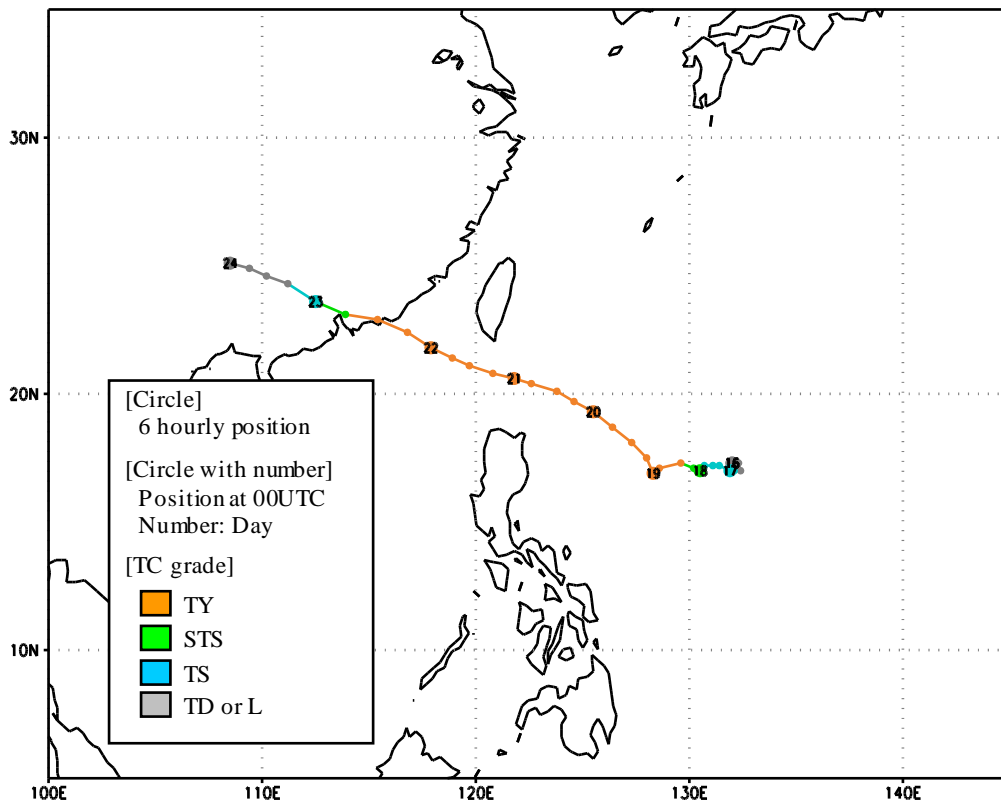 30N
24
23
22
21
20N
20
19
18
17
16
[Circle]
6 hourly position
[Circle with number]
Position at 00UTC
Number: Day
[TC grade]
TY
STS
TS
TD or L
10N
100E 110E 120E 130E 140E